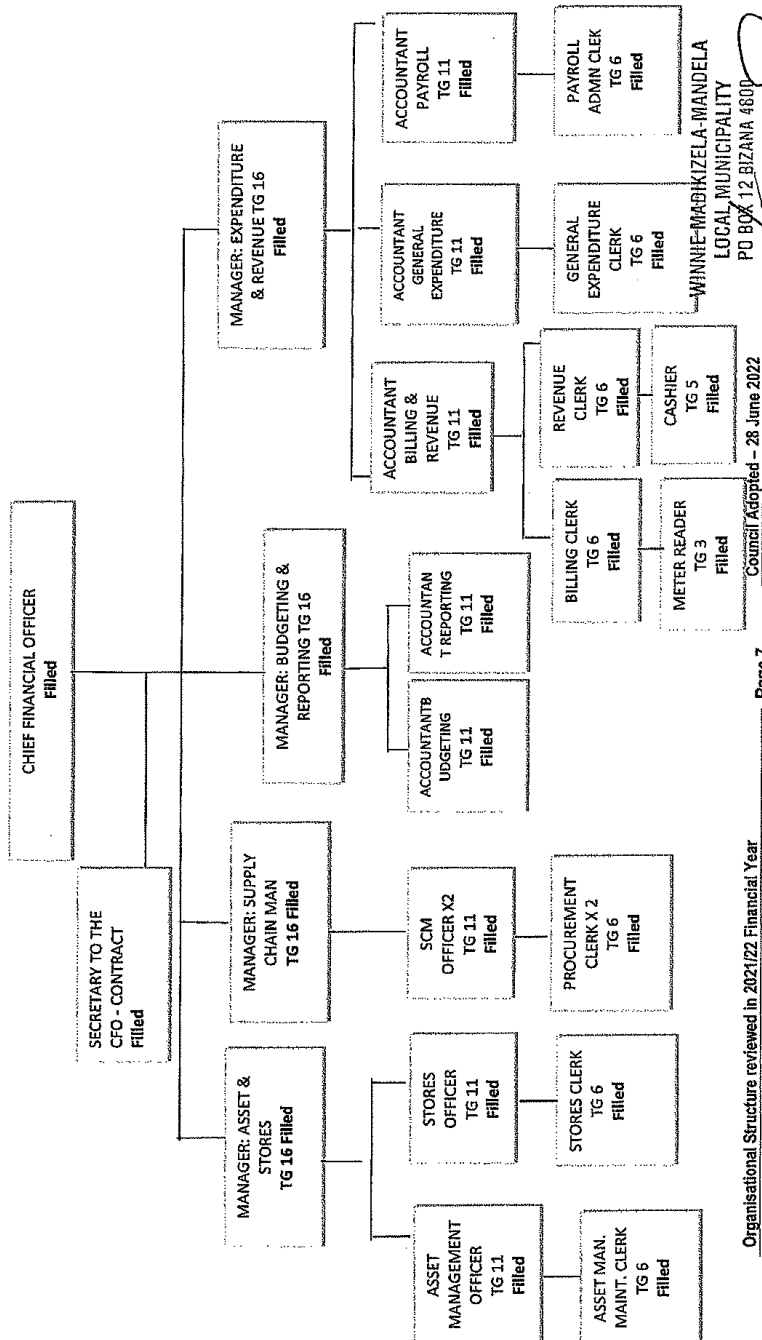 CHIEF FINANCIAL OFFICER
Filled
SECRETARY TO THE
CFO - CONTRACT
Filled
MANAGER: ASSET &
STORES
TG 16 Filled
MANAGER: SUPPLY
CHAIN MAN
TG 16 Filled
MANAGER: BUDGETING &
REPORTING TG 16
Filled
MANAGER: EXPENDITURE
& REVENUE TG 16
Filled
ASSET
MANAGEMENT
OFFICER
TG 11
Filled
STORES
OFFICER
TG 11
Filled
SCM
OFFICER X2
TG 11
Filled
ACCOUNTANTB
UDGETING
TG 11
Filled
ACCOUNTAN
T REPORTING
TG 11
Filled
ACCOUNTANT
BILLING &
REVENUE
TG 11
Filled
ACCOUNTANT
GENERAL
EXPENDITURE
TG 11
Filled
ACCOUNTANT
PAYROLL
TG 11
Filled
ASSET MAN.
MAINT. CLERK
TG 6
Filled
STORES CLERK
TG 6
Filled
PROCUREMENT
CLERK X 2
TG 6
Filled
BILLING CLERK
TG 6
Filled
REVENUE
CLERK
TG 6
Filled
GENERAL
EXPENDITURE
CLERK
TG 6
Filled
PAYROLL
ADMN CLEK
TG 6
Filled
METER READER
TG 3
Filled
CASHIER
TG 5
Filled
WINNIE MADIKIZELA-MANDELA
LOCAL MUNICIPALITY
PO BOX 12 BIZANA 4800
Organisational Structure reviewed in 2021/22 Financial Year Page 7 Council Adopted – 28 June 2022